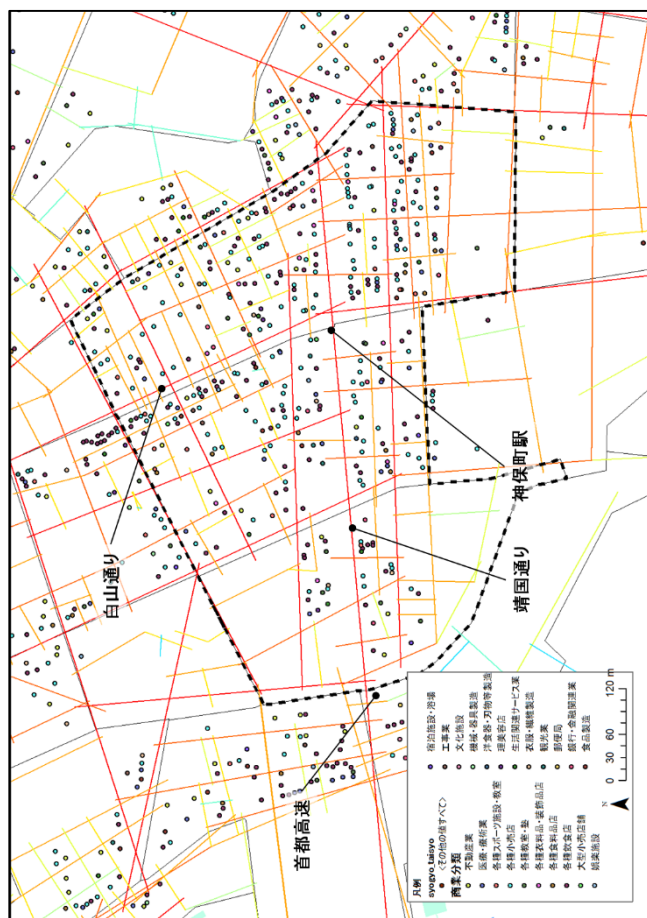 白山通り
神保町駅
靖国通り
首都高速
凡例
syogyo_taisyo
<その他の値すべて>
商業分類
不動産業
医療・療術業
各種スポーツ施設・教室
各種小売店
各種教室・塾
各種衣料品・装飾品店
各種食料品店
各種飲食店
大型小売店舗
娯楽施設
宿泊施設・浴場
工事業
文化施設
機械・器具製造
洋食器・刃物等製造
理美容店
生活関連サービス業
衣服・繊維製造
観光業
郵便局
銀行・金融関連業
食品製造
N
0 30 60 120 m